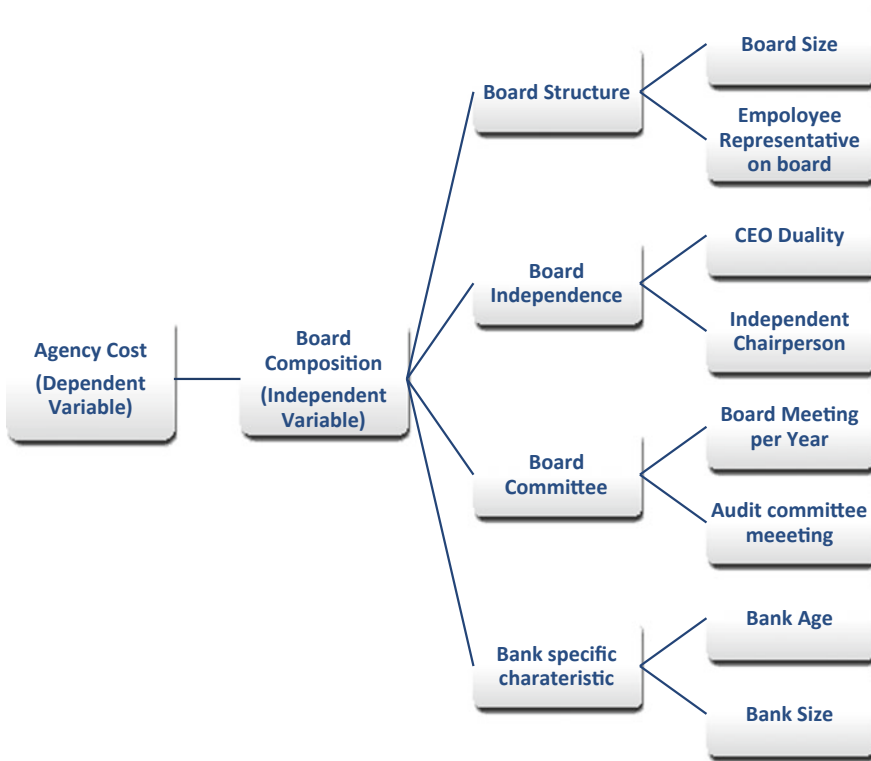 Agency Cost
(Dependent
Variable)
Board
Composition
(Independent
Variable)
Board Structure
Board Size
Empoloyee
Representative
on board
Board
Independence
CEO Duality
Independent
Chairperson
Board
Committee
Board Meeting
per Year
Audit committee
meeeting
Bank specific
charateristic
Bank Age
Bank Size